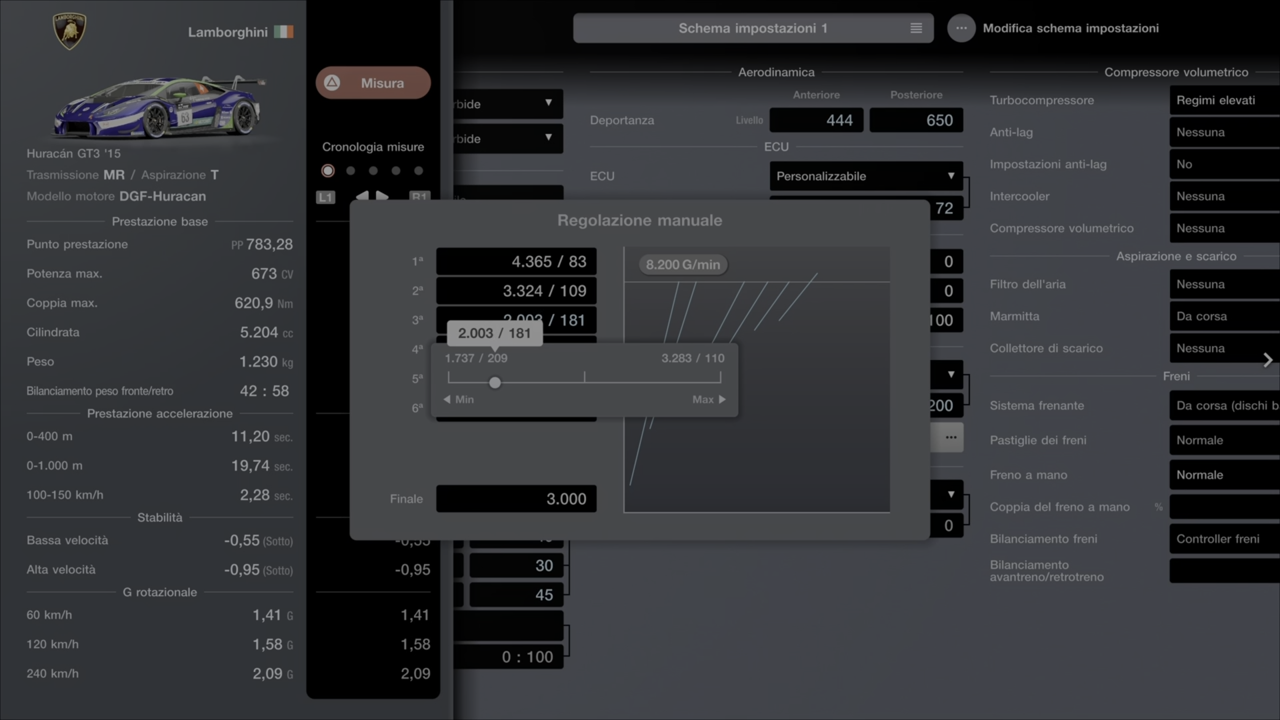 LAMBORGHINI
Lamborghini
Huracán GT3 '15
Trasmissione MR / Aspirazione T
Modello motore DGF-Huracan
Prestazione base
Punto prestazione PP 783,28
Potenza max. 673 CV
Coppia max. 620,9 Nm
Cilindrata 5.204 cc
Peso 1.230 kg
Bilanciamento peso fronte/retro 42 : 58
Prestazione accelerazione
0-400 m 11,20 sec.
0-1.000 m 19,74 sec.
100-150 km/h 2,28 sec.
Stabilità
Bassa velocità -0,55 (Sotto)
Alta velocità -0,95 (Sotto)
G rotazionale
60 km/h 1,41 G
120 km/h 1,58 G
240 km/h 2,09 G
Misura
Cronologia misure
L1 R1
-0,55
-0,95
1,41
1,58
2,09
Schema impostazioni 1
Modifica schema impostazioni
rbide
rbide
30
45
0 : 100
Aerodinamica
Anteriore Posteriore
Deportanza Livello 444 650
ECU
ECU Personalizzabile
72
0
0
100
200
0
Regolazione manuale
1ª 4.365 / 83
2ª 3.324 / 109
3ª 2.003 / 181
4ª
5ª
6ª
2.003 / 181
1.737 / 209 3.283 / 110
Min Max
Finale 3.000
8.200 G/min
Compressore volumetrico
Turbocompressore Regimi elevati
Anti-lag Nessuna
Impostazioni anti-lag No
Intercooler Nessuna
Compressore volumetrico Nessuna
Aspirazione e scarico
Filtro dell'aria Nessuna
Marmitta Da corsa
Collettore di scarico Nessuna
Freni
Sistema frenante Da corsa (dischi b
Pastiglie dei freni Normale
Freno a mano Normale
Coppia del freno a mano %
Bilanciamento freni Controller freni
Bilanciamento
avantreno/retrotreno